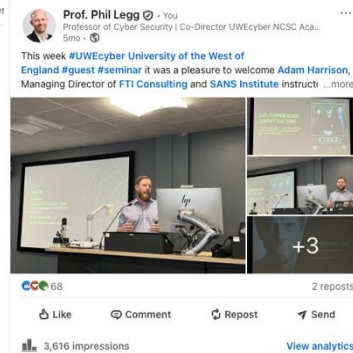 Prof. Phil Legg • You
Professor of Cyber Security | Co-Director UWEcyber NCSC Aca...
5mo •
This week #UWEcyber University of the West of
England #guest #seminar it was a pleasure to welcome Adam Harrison,
Managing Director of FTI Consulting and SANS Institute instructo ...more
hp
+3
68
2 reposts
Like
Comment
Repost
Send
3,616 impressions
View analytics